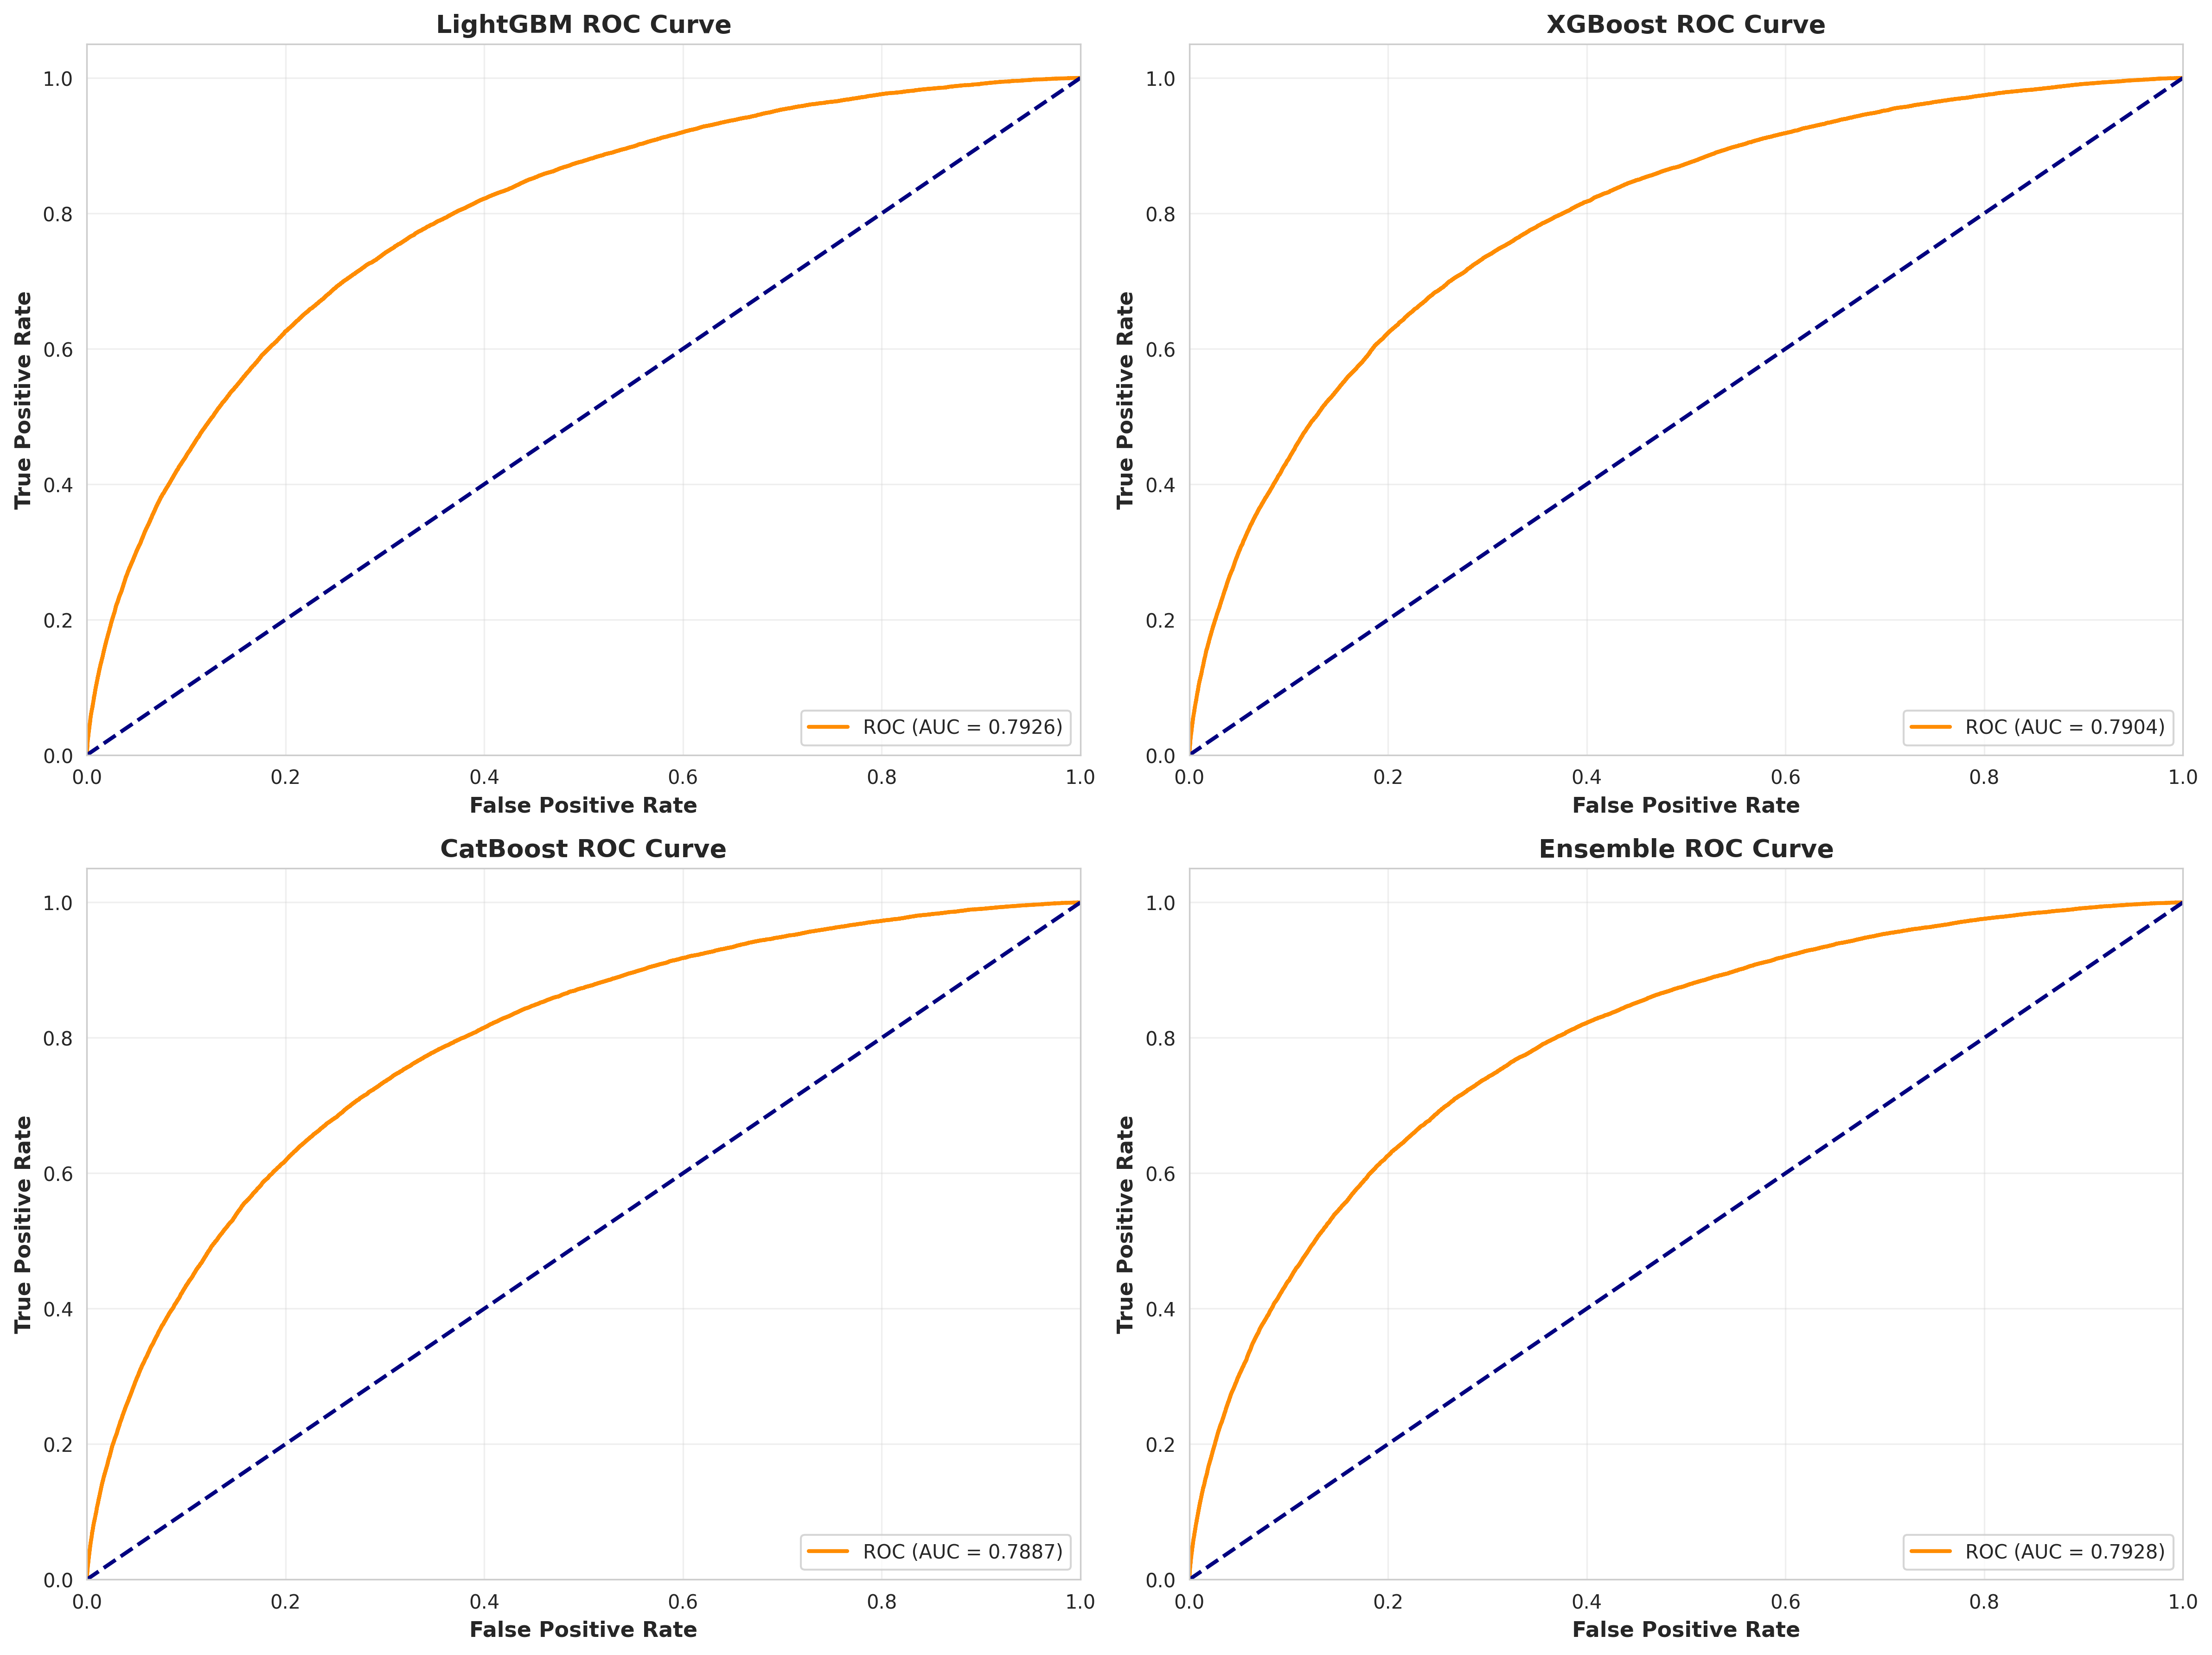 LightGBM ROC Curve
True Positive Rate
1.0
0.8
0.6
0.4
0.2
0.0
ROC (AUC = 0.7926)
0.0 0.2 0.4 0.6 0.8 1.0
False Positive Rate
XGBoost ROC Curve
True Positive Rate
1.0
0.8
0.6
0.4
0.2
0.0
ROC (AUC = 0.7904)
0.0 0.2 0.4 0.6 0.8 1.0
False Positive Rate
CatBoost ROC Curve
True Positive Rate
1.0
0.8
0.6
0.4
0.2
0.0
ROC (AUC = 0.7887)
0.0 0.2 0.4 0.6 0.8 1.0
False Positive Rate
Ensemble ROC Curve
True Positive Rate
1.0
0.8
0.6
0.4
0.2
0.0
ROC (AUC = 0.7928)
0.0 0.2 0.4 0.6 0.8 1.0
False Positive Rate